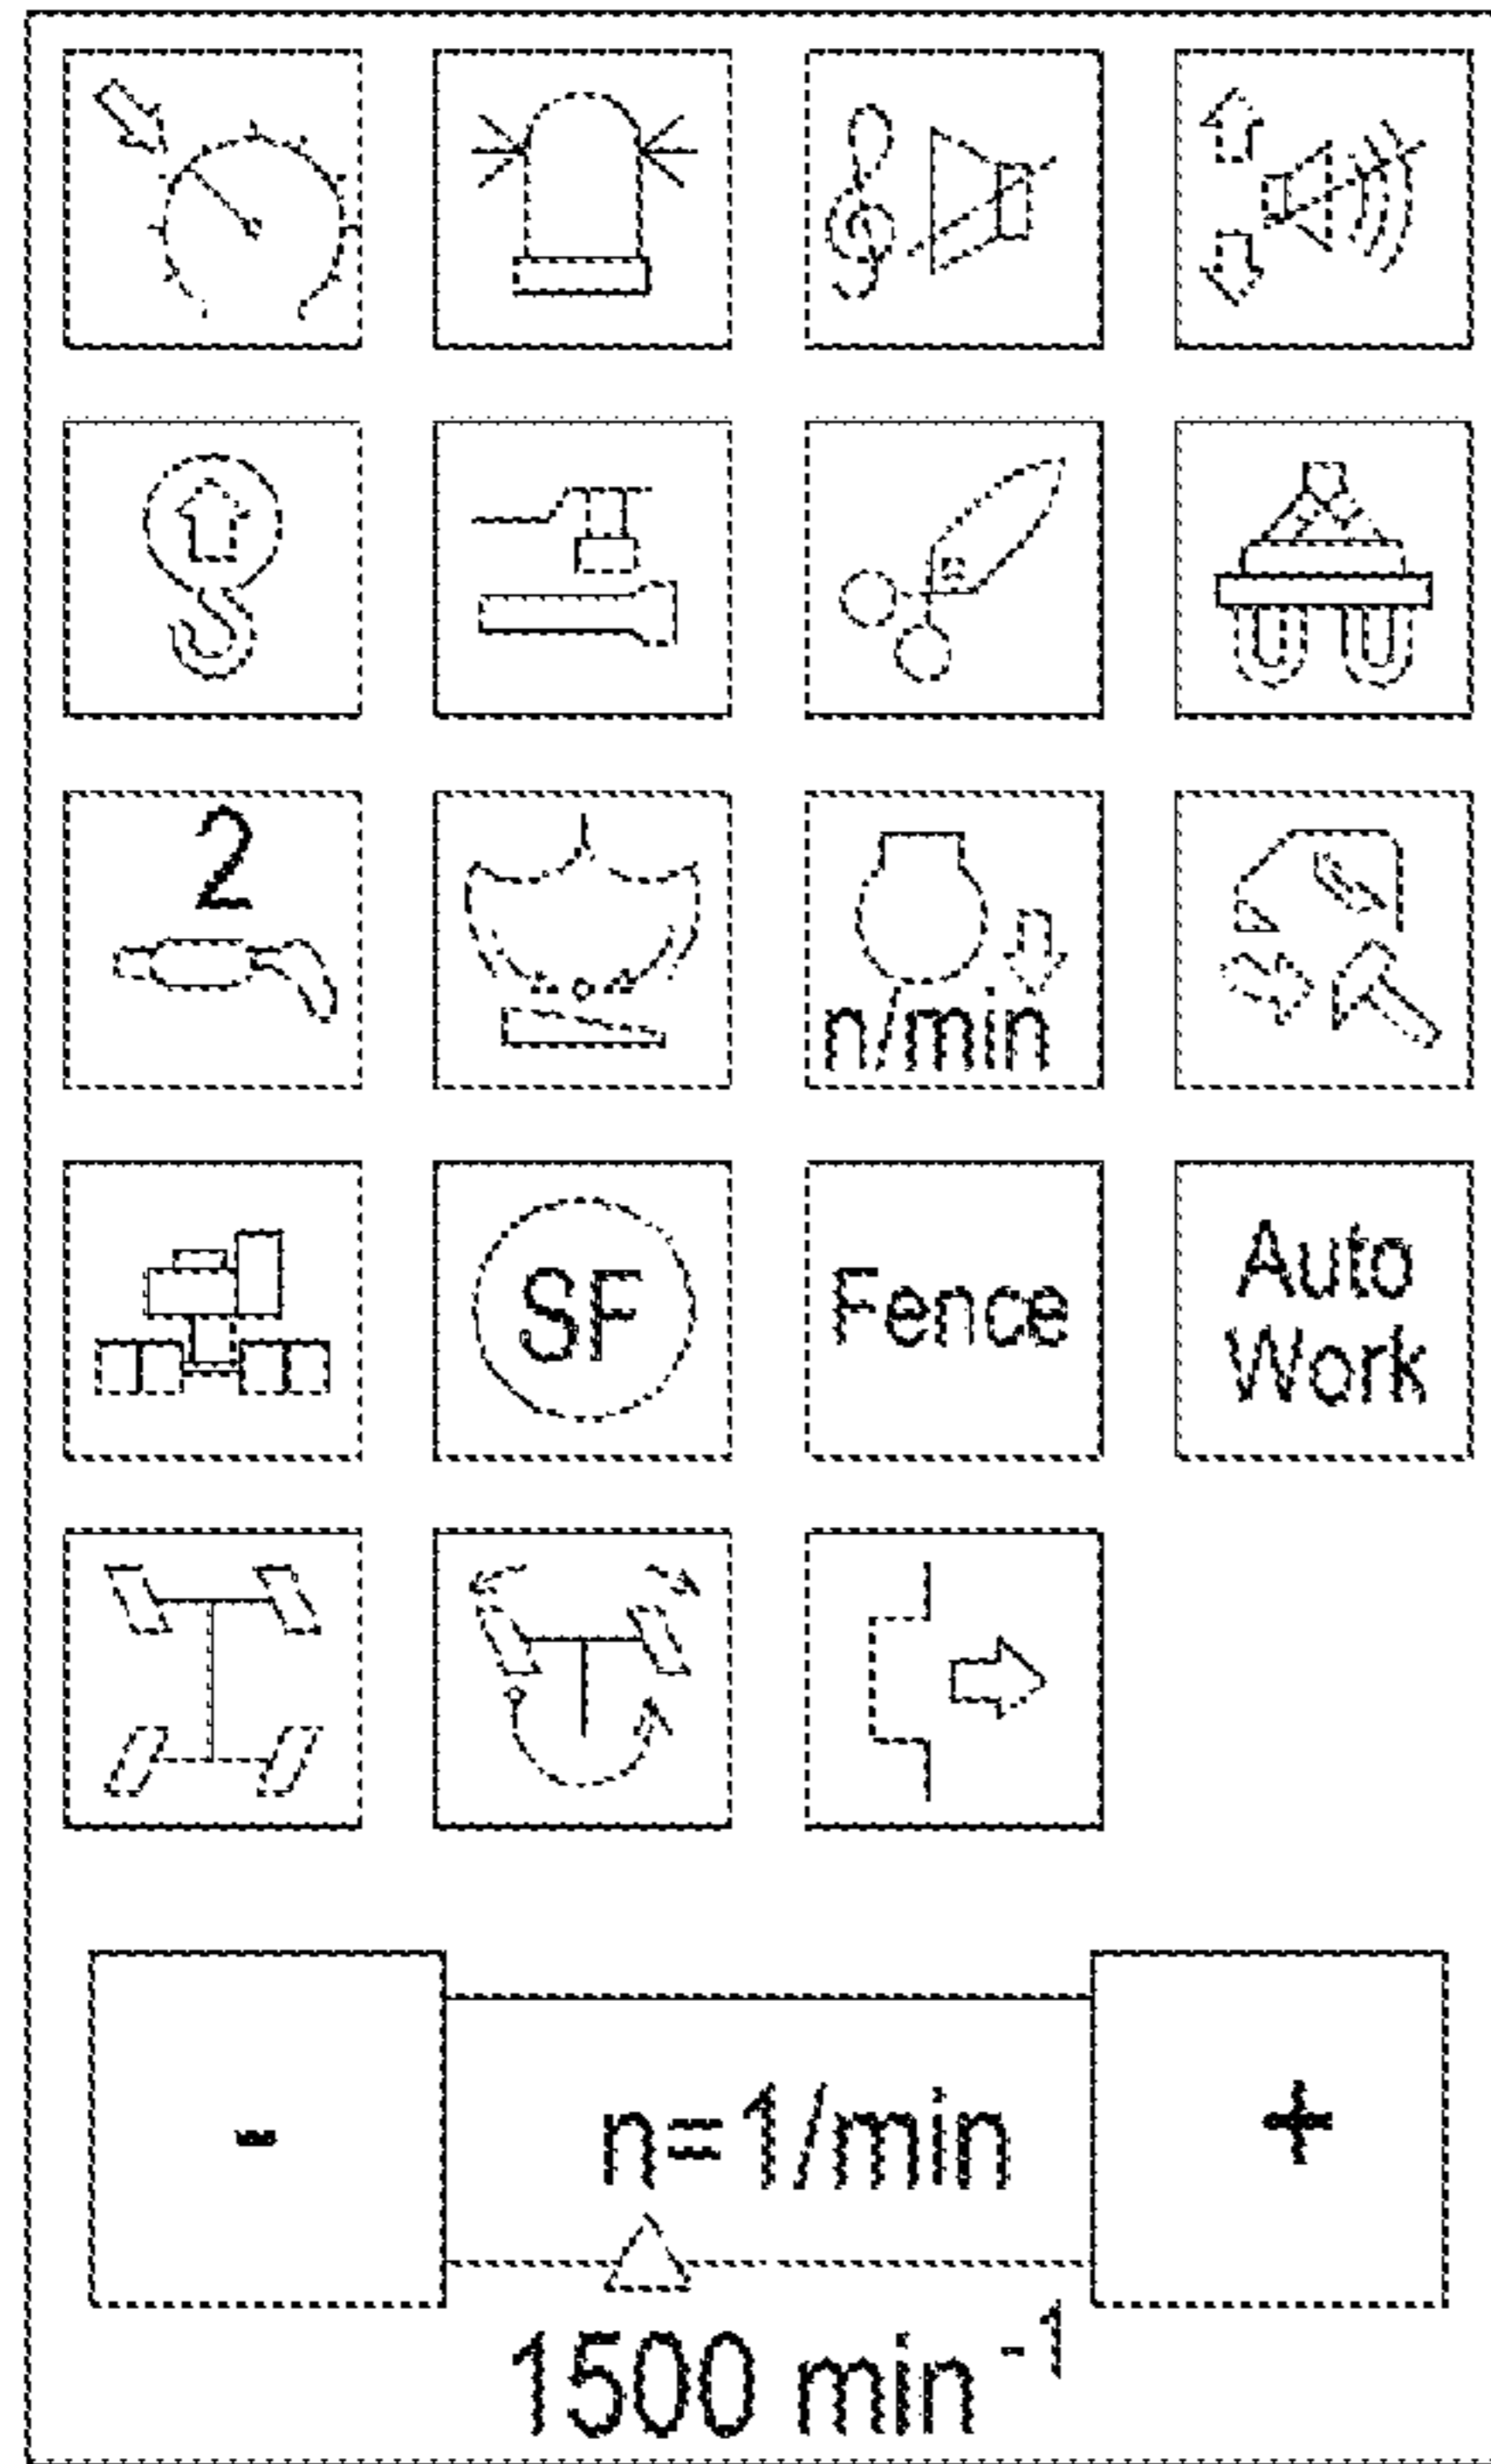 2
n/min
SF
Fence
Auto
Work
-
n=1/min
+
1500 min⁻¹